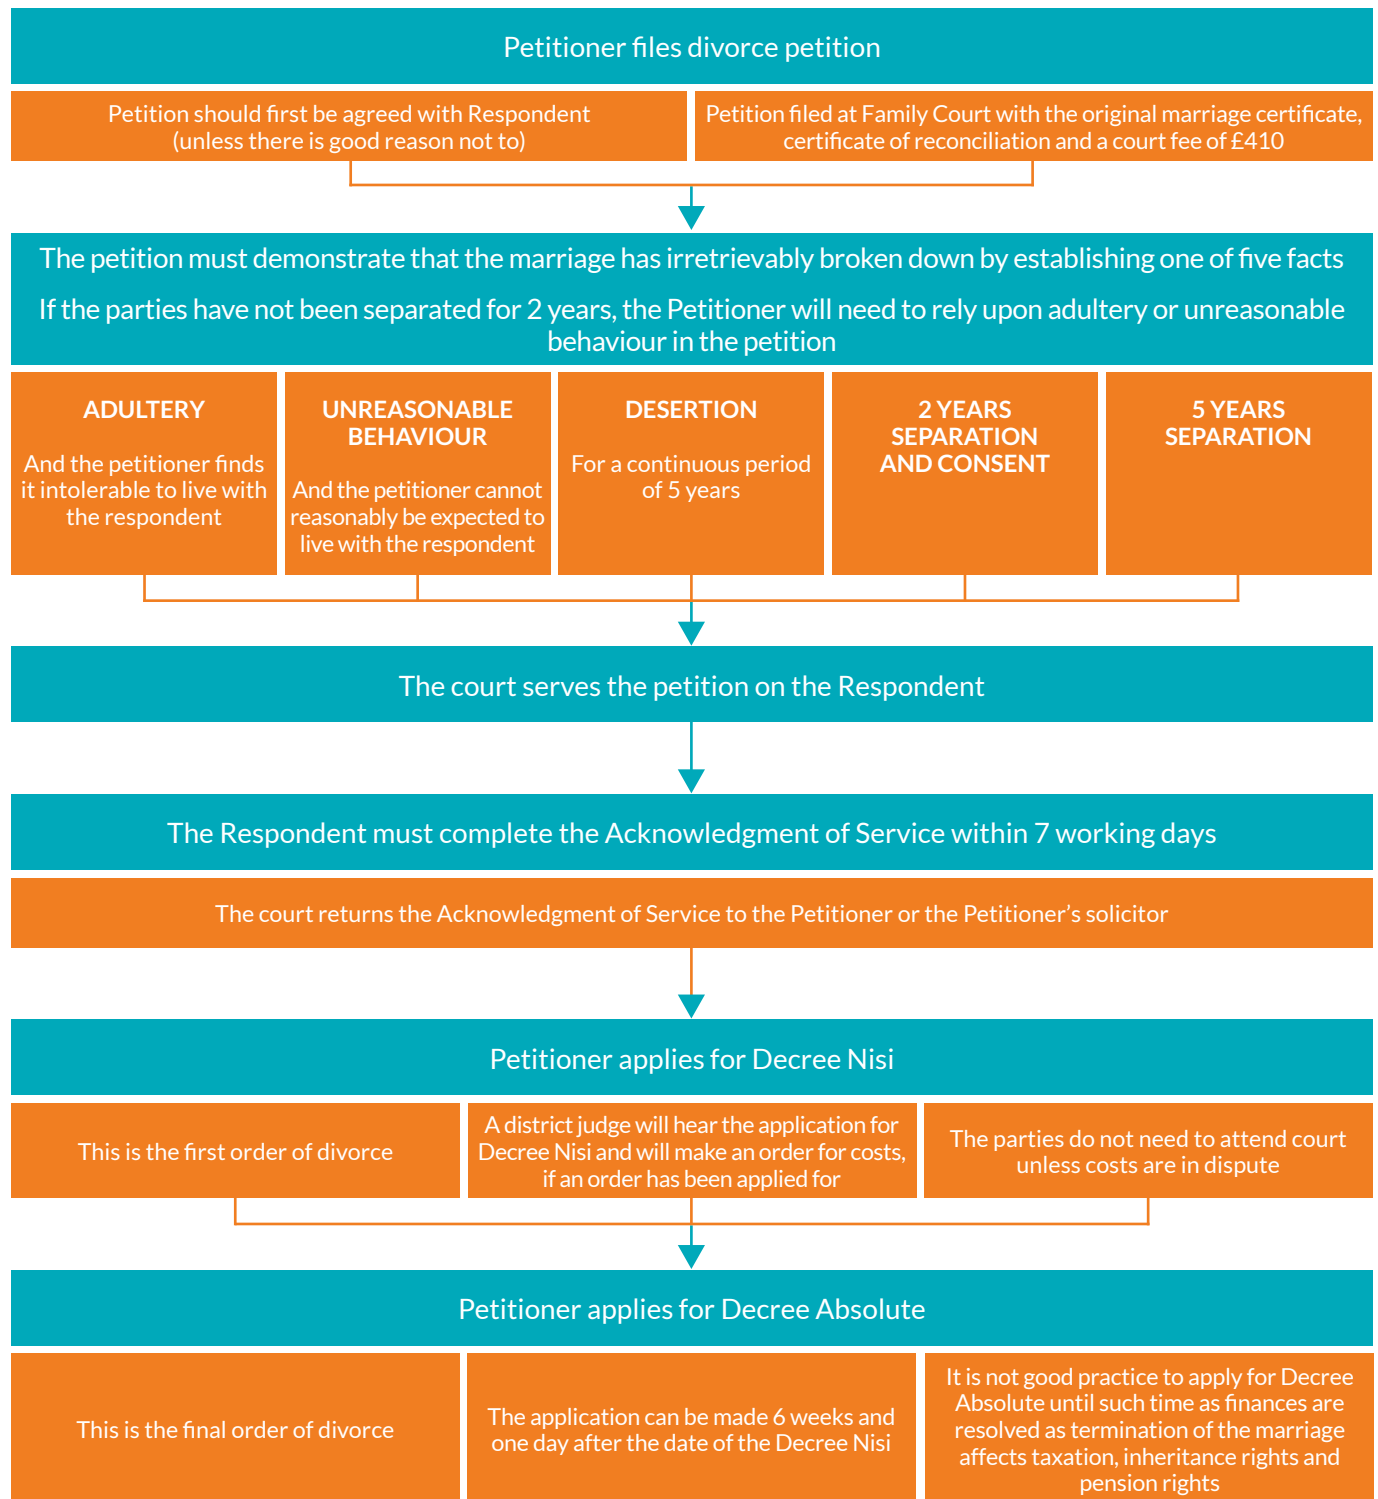 Petitioner files divorce petition
Petition should first be agreed with Respondent
(unless there is good reason not to)
Petition filed at Family Court with the original marriage certificate,
certificate of reconciliation and a court fee of £410
The petition must demonstrate that the marriage has irretrievably broken down by establishing one of five facts
If the parties have not been separated for 2 years, the Petitioner will need to rely upon adultery or unreasonable
behaviour in the petition
ADULTERY
And the petitioner finds
it intolerable to live with
the respondent
UNREASONABLE
BEHAVIOUR
And the petitioner cannot
reasonably be expected to
live with the respondent
DESERTION
For a continuous period
of 5 years
2 YEARS
SEPARATION
AND CONSENT
5 YEARS
SEPARATION
The court serves the petition on the Respondent
The Respondent must complete the Acknowledgment of Service within 7 working days
The court returns the Acknowledgment of Service to the Petitioner or the Petitioner’s solicitor
Petitioner applies for Decree Nisi
This is the first order of divorce
A district judge will hear the application for
Decree Nisi and will make an order for costs,
if an order has been applied for
The parties do not need to attend court
unless costs are in dispute
Petitioner applies for Decree Absolute
This is the final order of divorce
The application can be made 6 weeks and
one day after the date of the Decree Nisi
It is not good practice to apply for Decree
Absolute until such time as finances are
resolved as termination of the marriage
affects taxation, inheritance rights and
pension rights